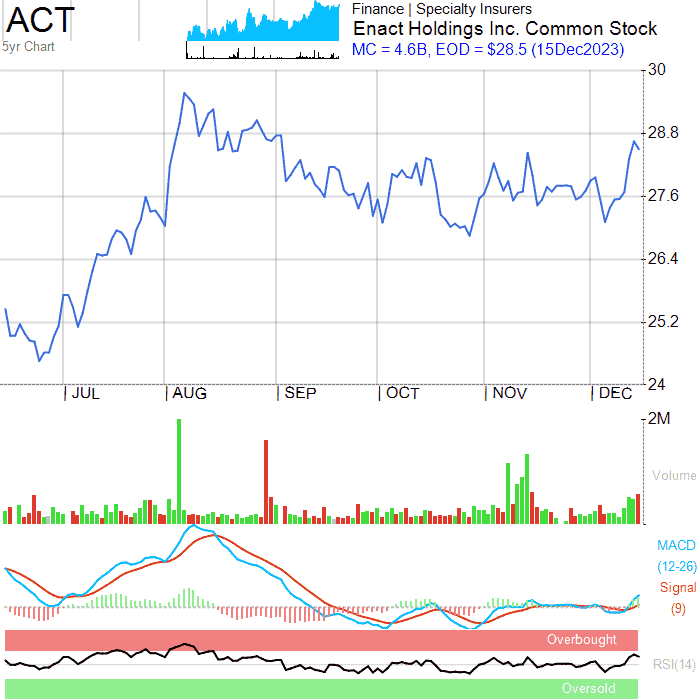 ACT
5yr Chart
Finance | Specialty Insurers
Enact Holdings Inc. Common Stock
MC = 4.6B, EOD = $28.5 (15Dec2023)
30
28.8
27.6
26.4
25.2
24
JUL AUG SEP OCT NOV DEC
2M
Volume
MACD
(12-26)
Signal
(9)
Overbought
RSI(14)
Oversold